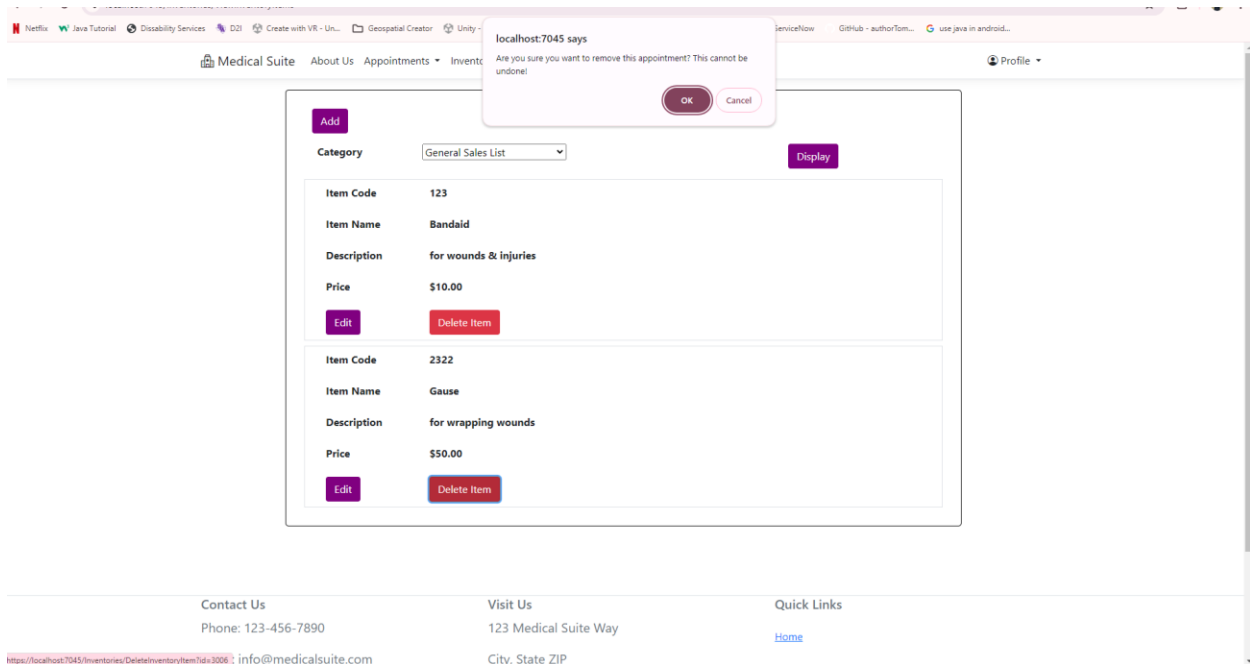 Netflix Java Tutorial Dissability Services D2l Create with VR - Un... Geospatial Creator Unity - ServiceNow GitHub - authorTom... use java in android...
localhost:7045 says
Are you sure you want to remove this appointment? This cannot be
undone!
OK Cancel
Medical Suite About Us Appointments Profile
Add
Category General Sales List Display
Item Code 123
Item Name Bandaid
Description for wounds & injuries
Price $10.00
Edit Delete Item
Item Code 2322
Item Name Gause
Description for wrapping wounds
Price $50.00
Edit Delete Item
Contact Us Visit Us Quick Links
Phone: 123-456-7890 123 Medical Suite Way
Home
https://localhost:7045/Inventories/DeleteInventoryItem?id=3006 : info@medicalsuite.com City, State ZIP